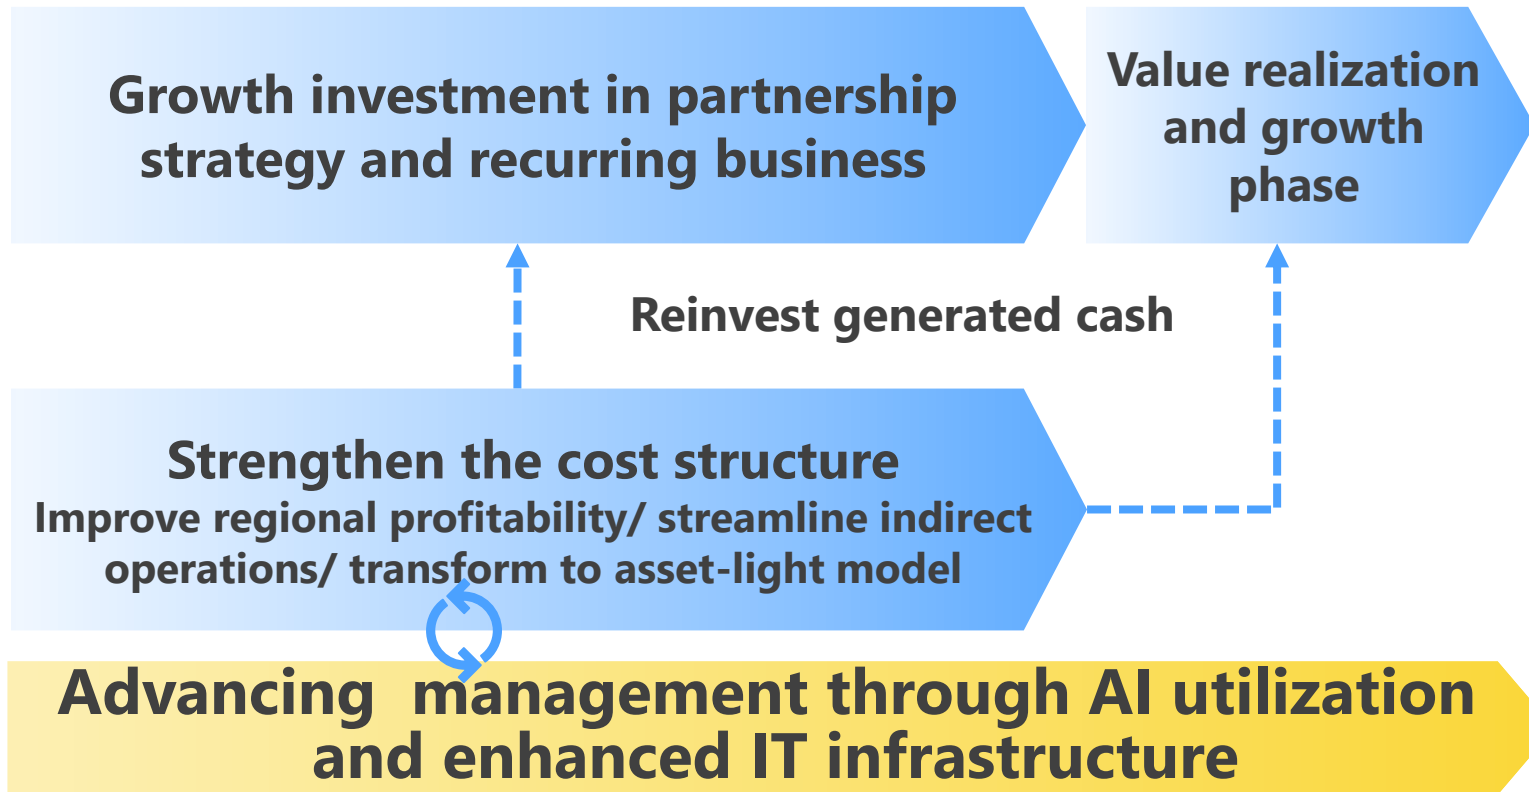 Growth investment in partnership
strategy and recurring business
Value realization
and growth
phase
Reinvest generated cash
Strengthen the cost structure
Improve regional profitability/ streamline indirect
operations/ transform to asset-light model
Advancing  management through AI utilization
and enhanced IT infrastructure